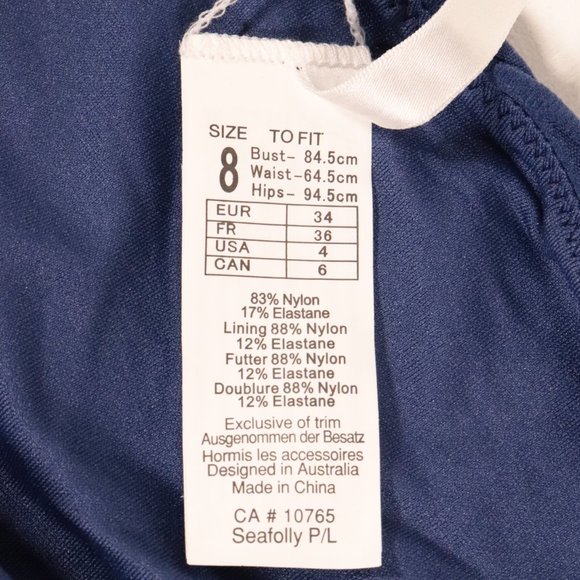 SIZE TO FIT
8 Bust- 84.5cm
Waist-64.5cm
Hips- 94.5cm
EUR 34
FR 36
USA 4
CAN 6
83% Nylon
17% Elastane
Lining 88% Nylon
12% Elastane
Futter 88% Nylon
12% Elastane
Doublure 88% Nylon
12% Elastane
Exclusive of trim
Ausgenommen der Besatz
Hormis les accessoires
Designed in Australia
Made in China
CA # 10765
Seafolly P/L